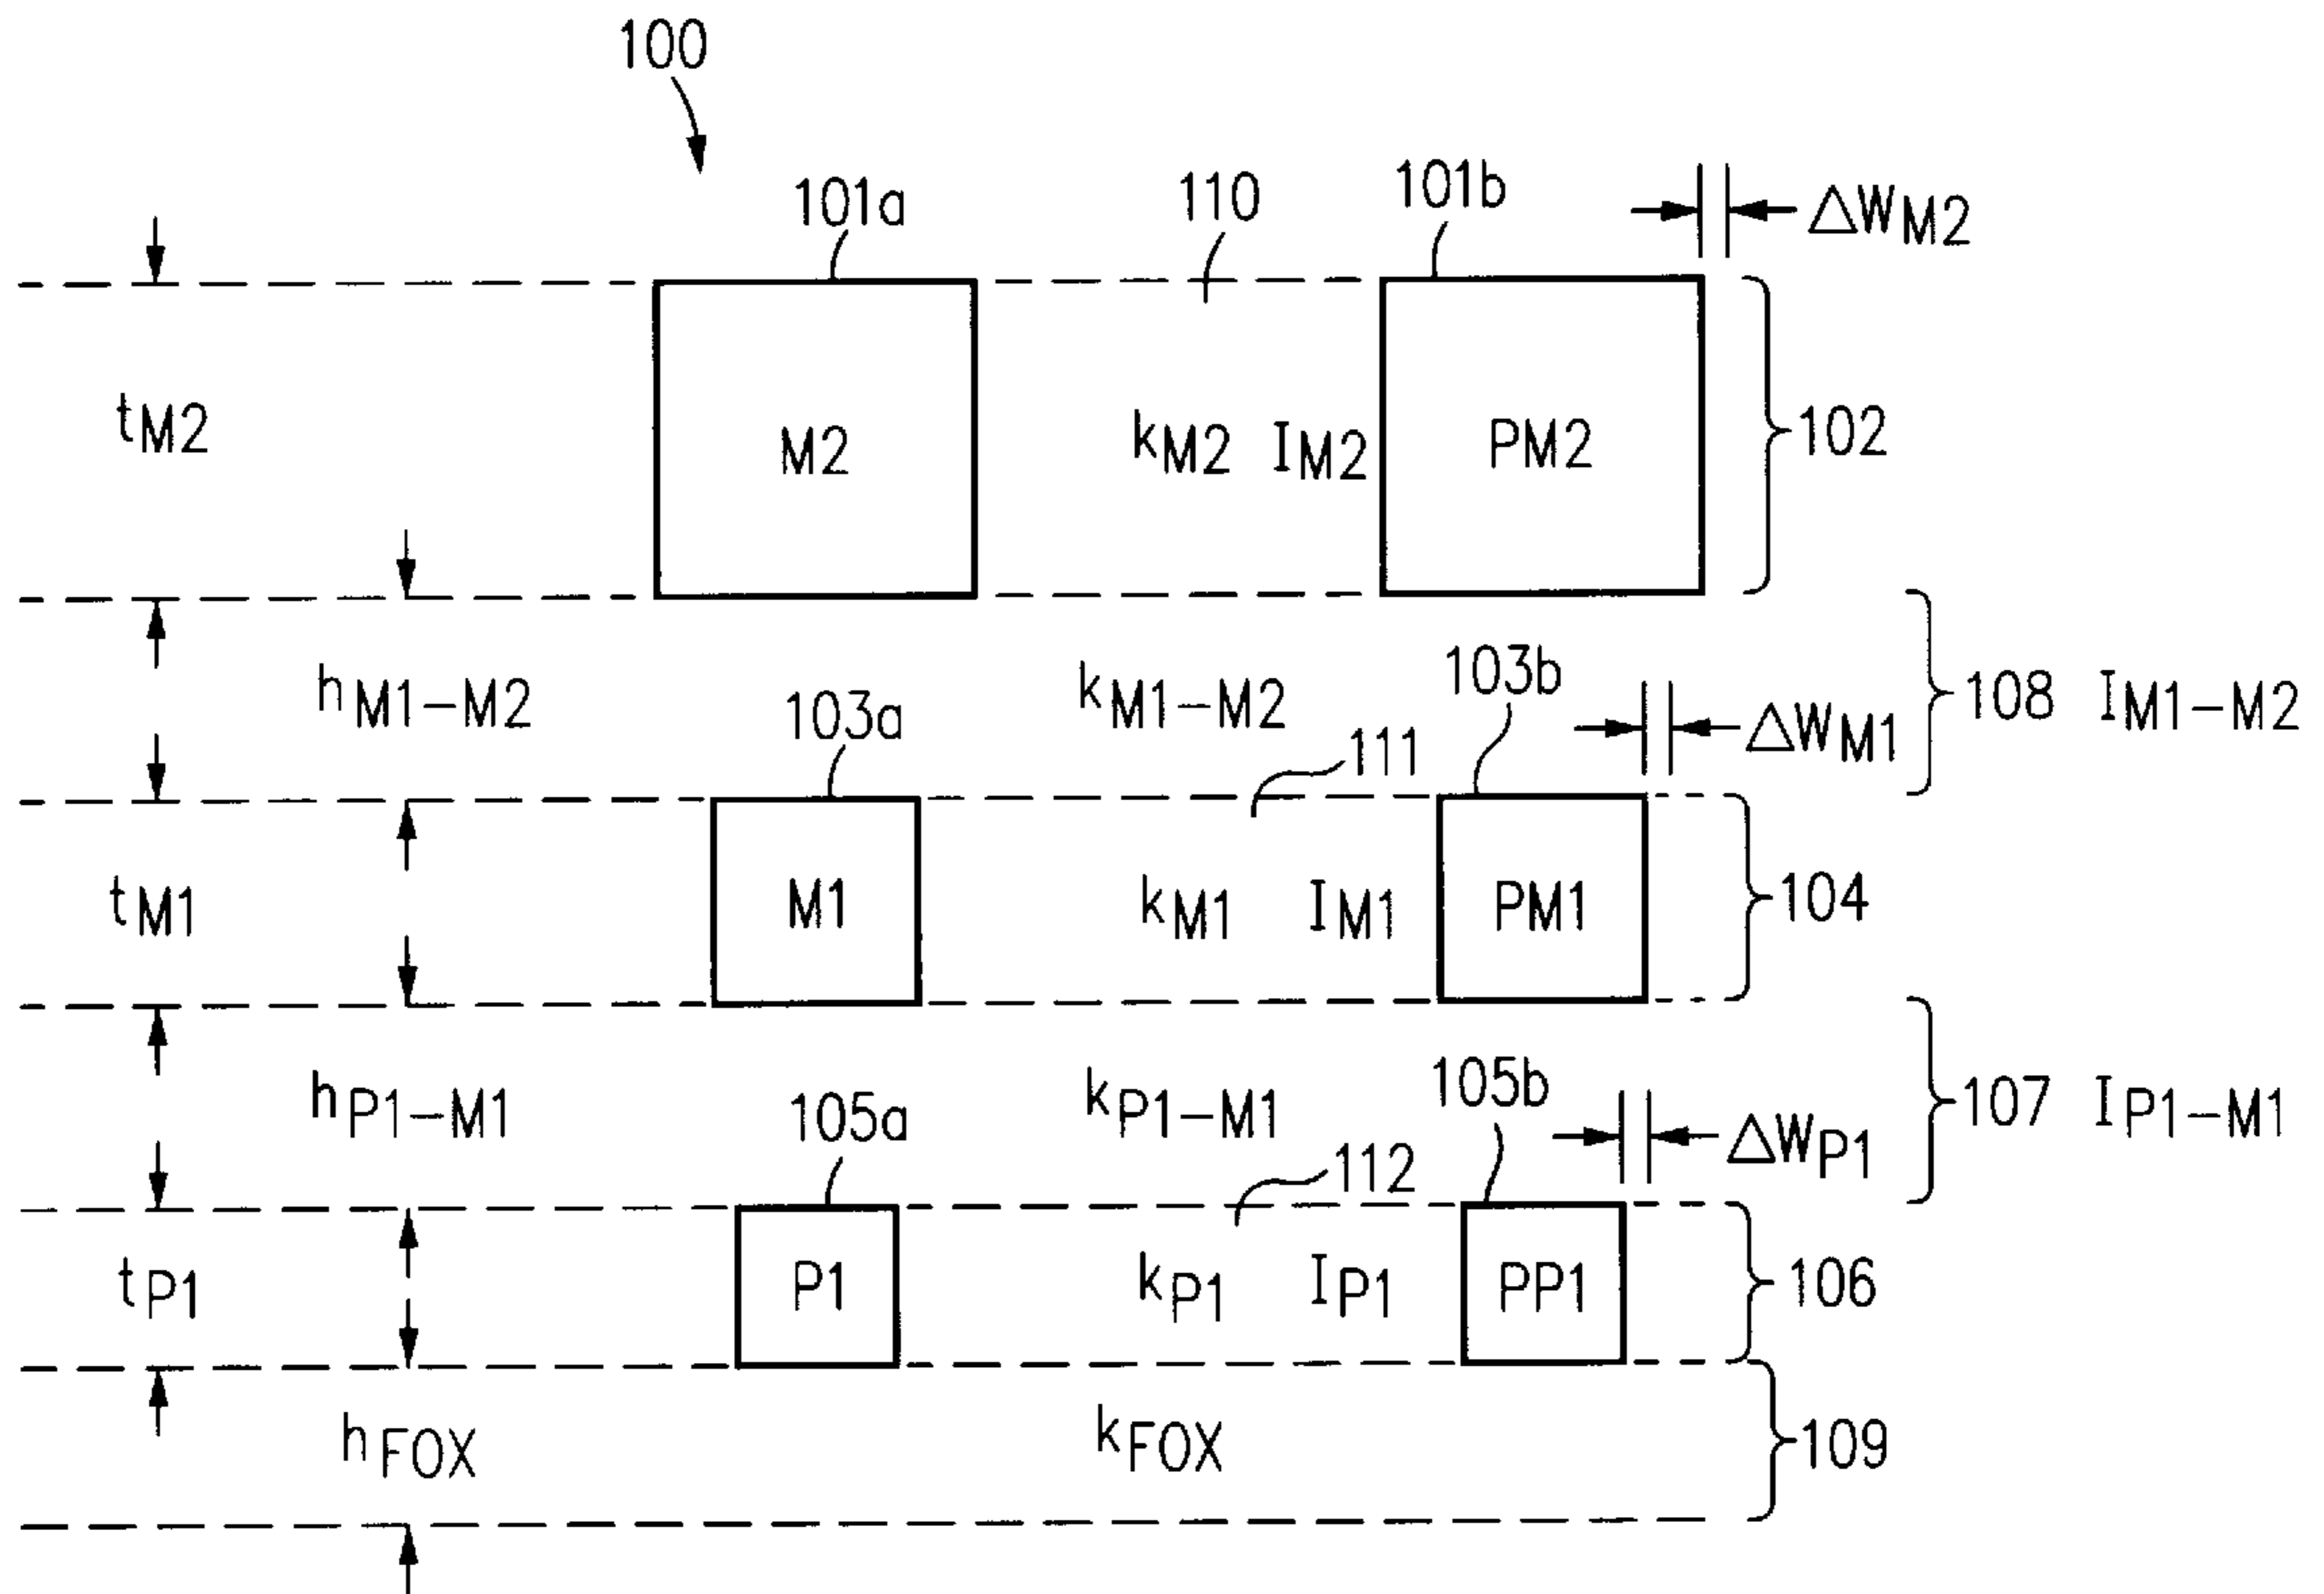 100
101a 110 101b ΔWM2
tM2 M2 kM2 IM2 PM2 102
hM1-M2 103a kM1-M2 103b 108 IM1-M2
111 ΔWM1
tM1 M1 kM1 IM1 PM1 104
hP1-M1 105a kP1-M1 105b 107 IP1-M1
112 ΔWP1
tP1 P1 kP1 IP1 PP1 106
hFOX kFOX 109